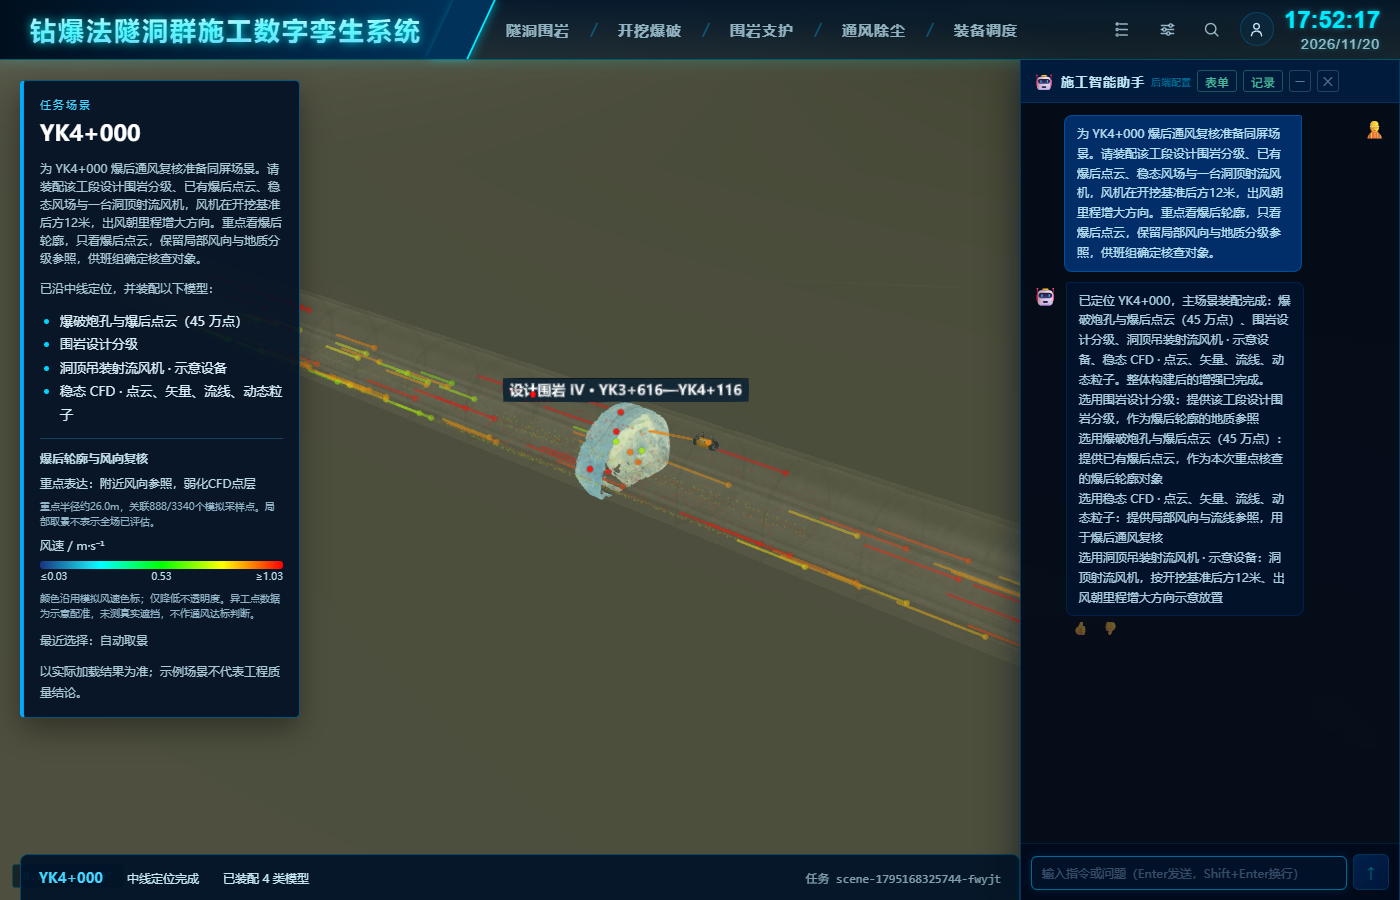 钻爆法隧洞群施工数字孪生系统
隧洞围岩 / 开挖爆破 / 围岩支护 / 通风除尘 / 装备调度
17:52:17
2026/11/20
任务场景
YK4+000
为 YK4+000 爆后通风复核准备同屏场景。请
装配该工段设计围岩分级、已有爆后点云、稳
态风场与一台洞顶射流风机，风机在开挖基准
后方12米，出风朝里程增大方向。重点看爆后
轮廓，只看爆后点云，保留局部风向与地质分
级参照，供班组确定核查对象。
已沿中线定位，并装配以下模型：
爆破炮孔与爆后点云（45 万点）
围岩设计分级
洞顶吊装射流风机 · 示意设备
稳态 CFD · 点云、矢量、流线、动态粒
子
爆后轮廓与风向复核
重点表达：附近风向参照，弱化CFD点层
重点半径约26.0m，关联888/3340个模拟采样点。局
部取景不表示全场已评估。
风速 / m·s⁻¹
≤0.03 0.53 ≥1.03
颜色沿用模拟风速色标；仅降低不透明度。异工点数据
为示意配准，未测真实遮挡，不作通风达标判断。
最近选择：自动取景
以实际加载结果为准；示例场景不代表工程质
量结论。
设计围岩 IV · YK3+616—YK4+116
YK4+000 中线定位完成 已装配 4 类模型
任务 scene-1795168325744-fwyjt
施工智能助手 后端配置 表单 记录
为 YK4+000 爆后通风复核准备同屏场
景。请装配该工段设计围岩分级、已有
爆后点云、稳态风场与一台洞顶射流风
机，风机在开挖基准后方12米，出风朝
里程增大方向。重点看爆后轮廓，只看
爆后点云，保留局部风向与地质分级参
照，供班组确定核查对象。
已定位 YK4+000，主场景装配完成：爆
破炮孔与爆后点云（45 万点）、围岩设
计分级、洞顶吊装射流风机 · 示意设
备、稳态 CFD · 点云、矢量、流线、动
态粒子。整体构建后的增强已完成。
选用围岩设计分级：提供该工段设计围
岩分级，作为爆后轮廓的地质参照
选用爆破炮孔与爆后点云（45 万点）：
提供已有爆后点云，作为本次重点核查
的爆后轮廓对象
选用稳态 CFD · 点云、矢量、流线、动
态粒子：提供局部风向与流线参照，用
于爆后通风复核
选用洞顶吊装射流风机 · 示意设备：洞
顶射流风机，按开挖基准后方12米、出
风朝里程增大方向示意放置
输入指令或问题（Enter发送，Shift+Enter换行）